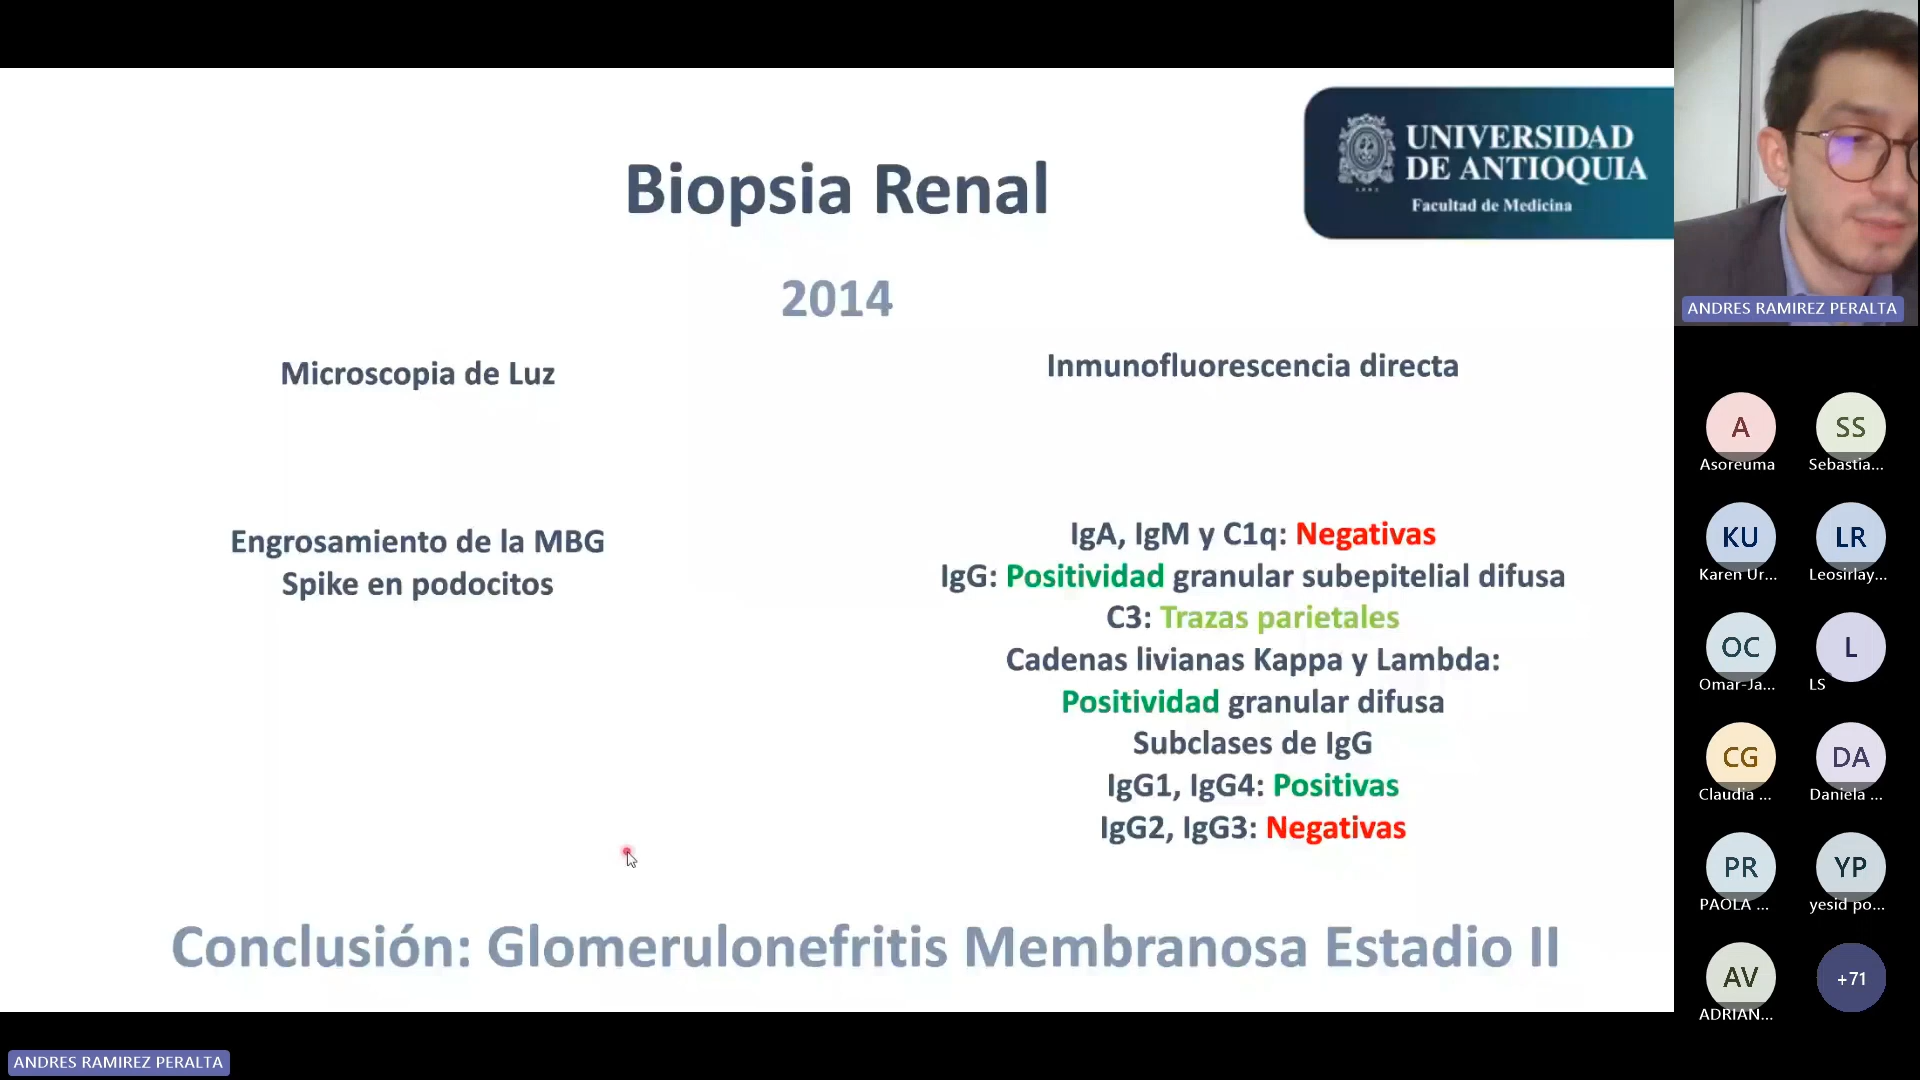 UNIVERSIDAD
DE ANTIOQUIA
Facultad de Medicina
Biopsia Renal
2014
Microscopia de Luz
Engrosamiento de la MBG
Spike en podocitos
Inmunofluorescencia directa
IgA, IgM y C1q: Negativas
IgG: Positividad granular subepitelial difusa
C3: Trazas parietales
Cadenas livianas Kappa y Lambda:
Positividad granular difusa
Subclases de IgG
IgG1, IgG4: Positivas
IgG2, IgG3: Negativas
Conclusión: Glomerulonefritis Membranosa Estadio II
ANDRES RAMIREZ PERALTA
A
Asoreuma
SS
Sebastia...
KU
Karen Ur...
LR
Leosirlay...
OC
Omar-Ja...
L
LS
CG
Claudia ...
DA
Daniela ...
PR
PAOLA ...
YP
yesid po...
AV
ADRIAN...
+71
ANDRES RAMIREZ PERALTA